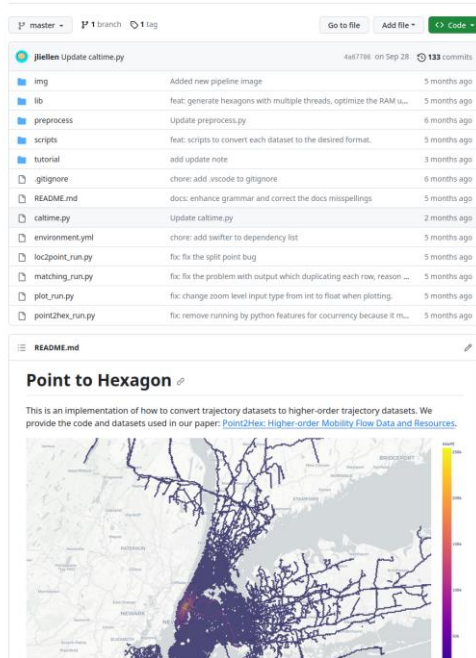 master
1 branch
1 tag
Go to file
Add file
Code
jliellen Update caltime.py
4a67786 on Sep 28
133 commits
img Added new pipeline image 5 months ago
lib feat: generate hexagons with multiple threads, optimize the RAM u... 5 months ago
preprocess Update preprocess.py 6 months ago
scripts feat: scripts to convert each dataset to the desired format. 5 months ago
tutorial add update note 3 months ago
.gitignore chore: add .vscode to gitignore 6 months ago
README.md docs: enhance grammar and correct the docs misspellings 5 months ago
caltime.py Update caltime.py 2 months ago
environment.yml chore: add swifter to dependency list 5 months ago
loc2point_run.py fix: fix the split point bug 5 months ago
matching_run.py fix: fix the problem with output which duplicating each row, reason ... 5 months ago
plot_run.py fix: change zoom level input type from int to float when plotting. 5 months ago
point2hex_run.py fix: remove running by python features for cocurrency because it m... 5 months ago
README.md
Point to Hexagon
This is an implementation of how to convert trajectory datasets to higher-order trajectory datasets. We
provide the code and datasets used in our paper: Point2Hex: Higher-order Mobility Flow Data and Resources.
BRIDGEPORT
STAMFORD
PATERSON
NEWARK
ELIZABETH